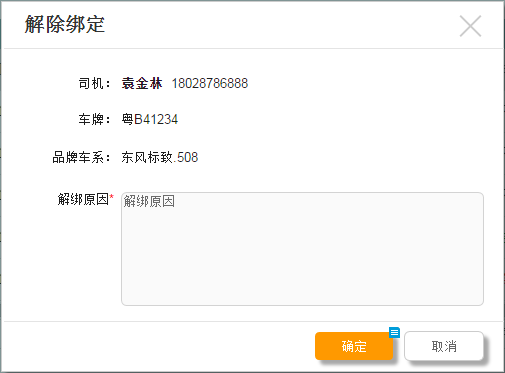 解除绑定
司机： 袁金林 18028786888
车牌： 粤B41234
品牌车系： 东风标致.508
解绑原因* 解绑原因
确定 取消